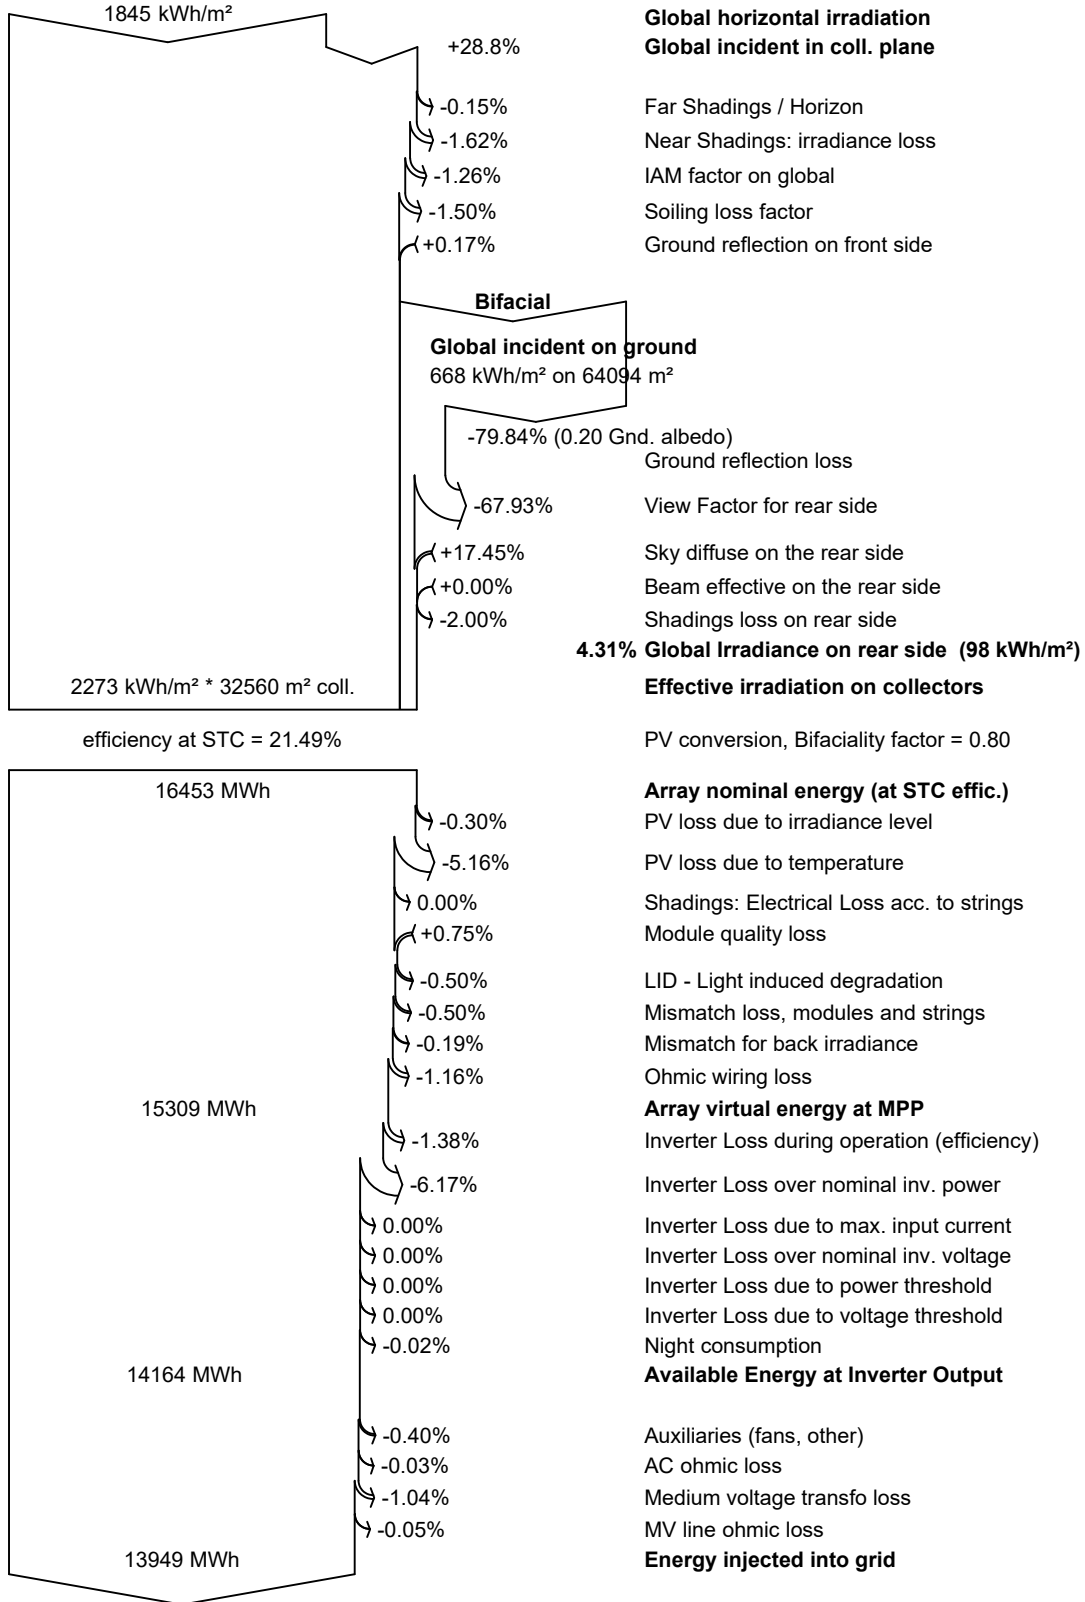 1845 kWh/m² Global horizontal irradiation
+28.8% Global incident in coll. plane
-0.15% Far Shadings / Horizon
-1.62% Near Shadings: irradiance loss
-1.26% IAM factor on global
-1.50% Soiling loss factor
+0.17% Ground reflection on front side
Bifacial
Global incident on ground
668 kWh/m² on 64094 m²
-79.84% (0.20 Gnd. albedo)
Ground reflection loss
-67.93% View Factor for rear side
+17.45% Sky diffuse on the rear side
+0.00% Beam effective on the rear side
-2.00% Shadings loss on rear side
4.31% Global Irradiance on rear side (98 kWh/m²)
2273 kWh/m² * 32560 m² coll. Effective irradiation on collectors
efficiency at STC = 21.49% PV conversion, Bifaciality factor = 0.80
16453 MWh Array nominal energy (at STC effic.)
-0.30% PV loss due to irradiance level
-5.16% PV loss due to temperature
0.00% Shadings: Electrical Loss acc. to strings
+0.75% Module quality loss
-0.50% LID - Light induced degradation
-0.50% Mismatch loss, modules and strings
-0.19% Mismatch for back irradiance
-1.16% Ohmic wiring loss
15309 MWh Array virtual energy at MPP
-1.38% Inverter Loss during operation (efficiency)
-6.17% Inverter Loss over nominal inv. power
0.00% Inverter Loss due to max. input current
0.00% Inverter Loss over nominal inv. voltage
0.00% Inverter Loss due to power threshold
0.00% Inverter Loss due to voltage threshold
-0.02% Night consumption
14164 MWh Available Energy at Inverter Output
-0.40% Auxiliaries (fans, other)
-0.03% AC ohmic loss
-1.04% Medium voltage transfo loss
-0.05% MV line ohmic loss
13949 MWh Energy injected into grid